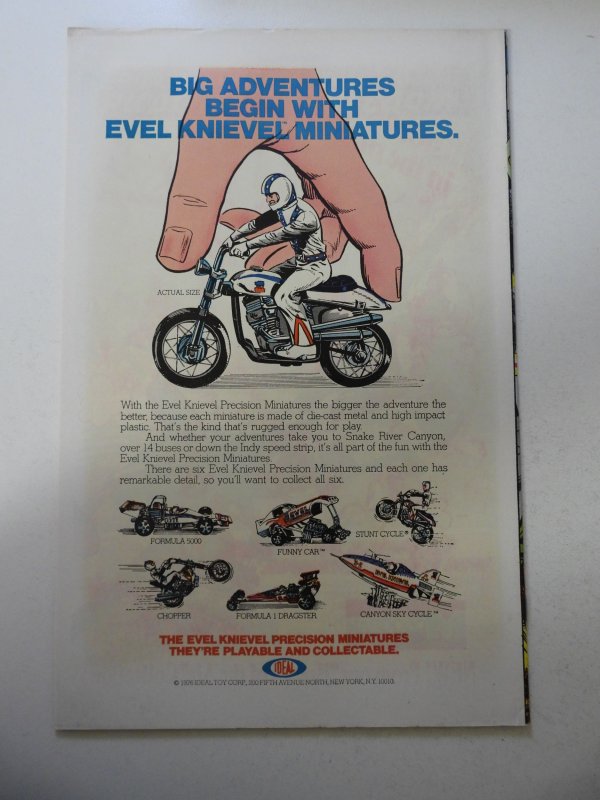 BIG ADVENTURES
BEGIN WITH
EVEL KNIEVEL™ MINIATURES.
ACTUAL SIZE
With the Evel Knievel Precision Miniatures the bigger the adventure the
better, because each miniature is made of die-cast metal and high impact
plastic. That's the kind that's rugged enough for play.
And whether your adventures take you to Snake River Canyon,
over 14 buses or down the Indy speed strip, it's all part of the fun with the
Evel Knievel Precision Miniatures.
There are six Evel Knievel Precision Miniatures and each one has
remarkable detail, so you'll want to collect all six.
FORMULA 5000
FUNNY CAR™
STUNT CYCLE®
CHOPPER
FORMULA 1 DRAGSTER
CANYON SKY CYCLE™
THE EVEL KNIEVEL PRECISION MINIATURES
THEY'RE PLAYABLE AND COLLECTABLE.
IDEAL
© 1976 IDEAL TOY CORP., 200 FIFTH AVENUE NORTH, NEW YORK, N.Y. 10010.